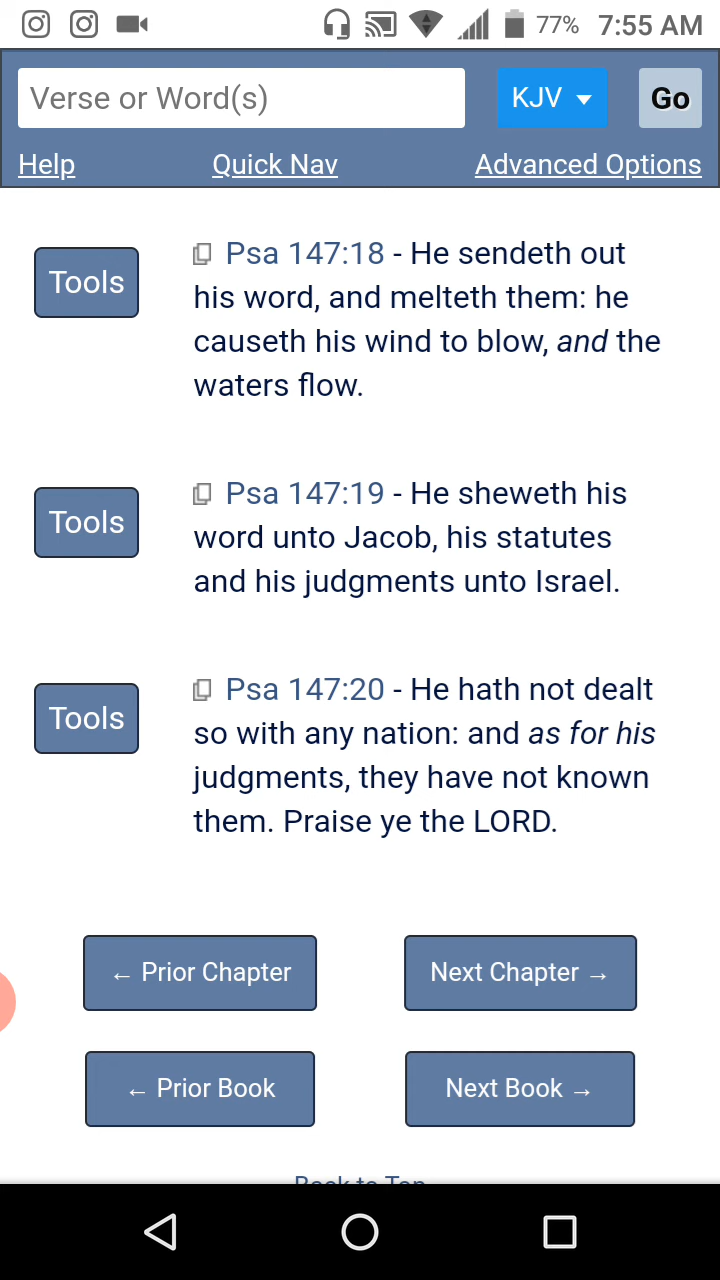 77% 7:55 AM
Verse or Word(s) KJV Go
Help Quick Nav Advanced Options
Tools
Psa 147:18 - He sendeth out
his word, and melteth them: he
causeth his wind to blow, and the
waters flow.
Tools
Psa 147:19 - He sheweth his
word unto Jacob, his statutes
and his judgments unto Israel.
Tools
Psa 147:20 - He hath not dealt
so with any nation: and as for his
judgments, they have not known
them. Praise ye the LORD.
← Prior Chapter Next Chapter →
← Prior Book Next Book →
Back to Top